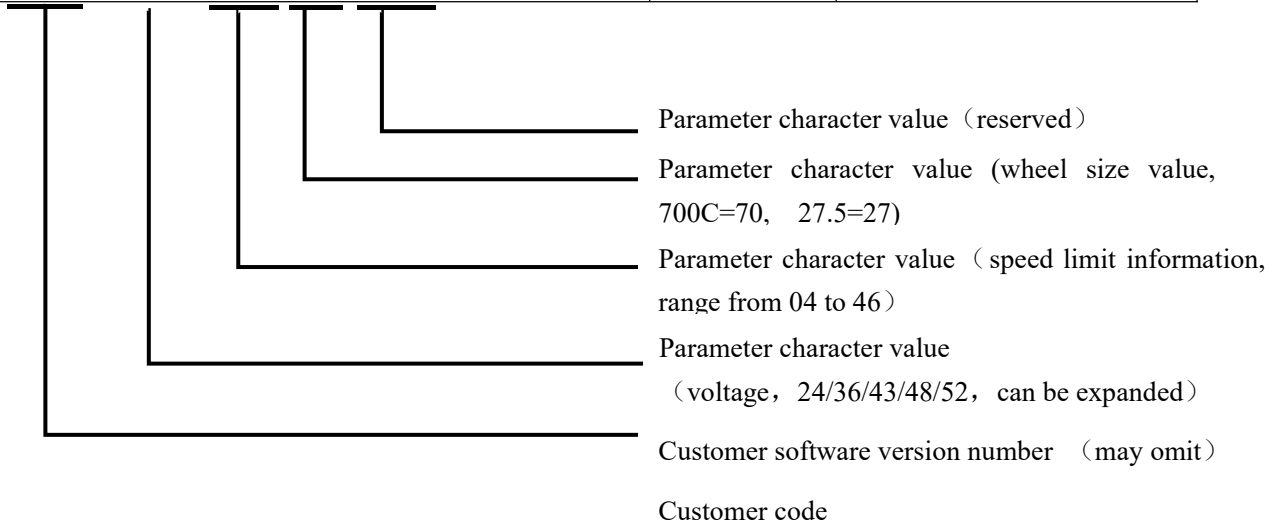 Parameter character value（reserved）
Parameter character value (wheel size value,
700C=70, 27.5=27)
Parameter character value（speed limit information,
range from 04 to 46）
Parameter character value
（voltage，24/36/43/48/52，can be expanded）
Customer software version number （may omit）
Customer code